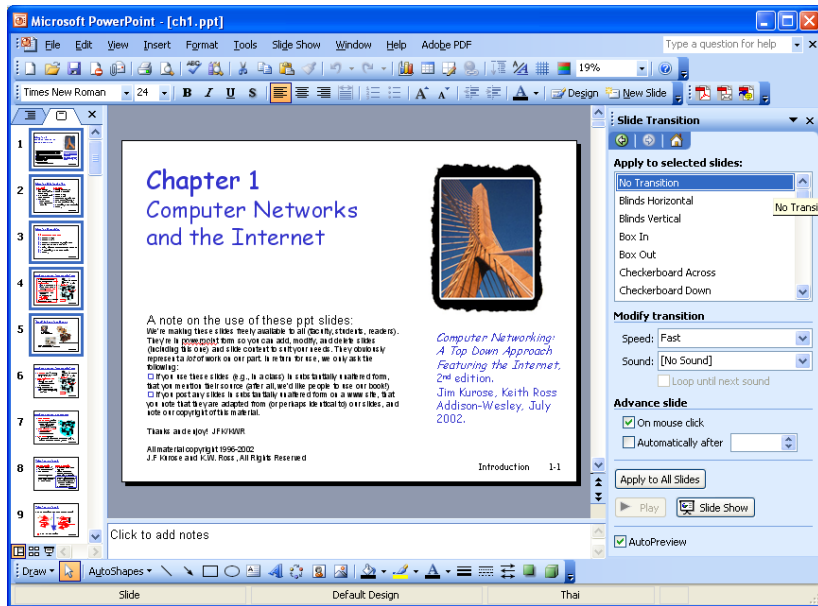 Microsoft PowerPoint - [ch1.ppt]
File Edit View Insert Format Tools Slide Show Window Help Adobe PDF
Type a question for help
19%
Times New Roman 24 B I U S A A A Design New Slide
Slide Transition
Apply to selected slides:
No Transition
No Transi
Blinds Horizontal
Blinds Vertical
Box In
Box Out
Checkerboard Across
Checkerboard Down
Modify transition
Speed: Fast
Sound: [No Sound]
Loop until next sound
Advance slide
On mouse click
Automatically after
Apply to All Slides
Play Slide Show
AutoPreview
1
2
3
4
5
6
7
8
9
Chapter 1
Computer Networks
and the Internet
A note on the use of these ppt slides:
We're making these slides freely available to all (faculty, students, readers).
They're in powerpoint form so you can add, modify, and delete slides
(including this one) and slide content to suit your needs. They obviously
represent a lot of work on our part. In return for use, we only ask the
following:
If you use these slides (e.g., in a class) in substantially unaltered form,
that you mention their source (after all, we'd like people to use our book!)
If you post any slides in substantially unaltered form on a www site, that
you note that they are adapted from (or perhaps identical to) our slides, and
note our copyright of this material.
Thanks and enjoy! JFK/KWR
All material copyright 1996-2002
J.F Kurose and K.W. Ross, All Rights Reserved
Computer Networking:
A Top Down Approach
Featuring the Internet,
2nd edition.
Jim Kurose, Keith Ross
Addison-Wesley, July
2002.
Introduction 1-1
Click to add notes
Draw AutoShapes A A
Slide Default Design Thai